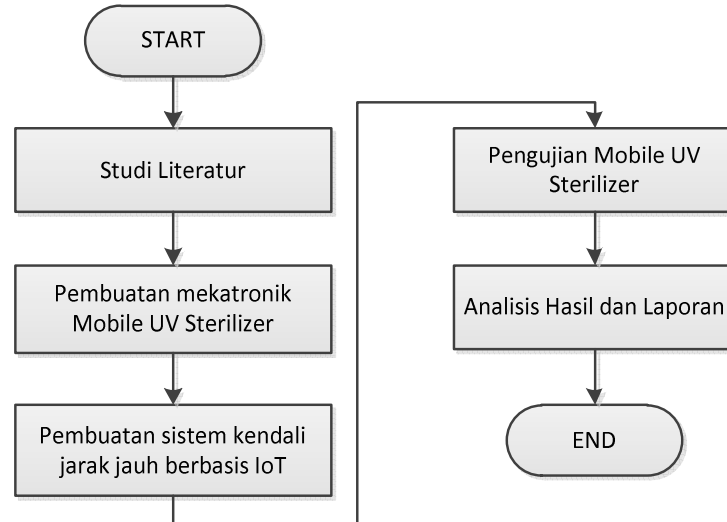 START
Studi Literatur
Pembuatan mekatronik
Mobile UV Sterilizer
Pembuatan sistem kendali
jarak jauh berbasis IoT
Pengujian Mobile UV
Sterilizer
Analisis Hasil dan Laporan
END